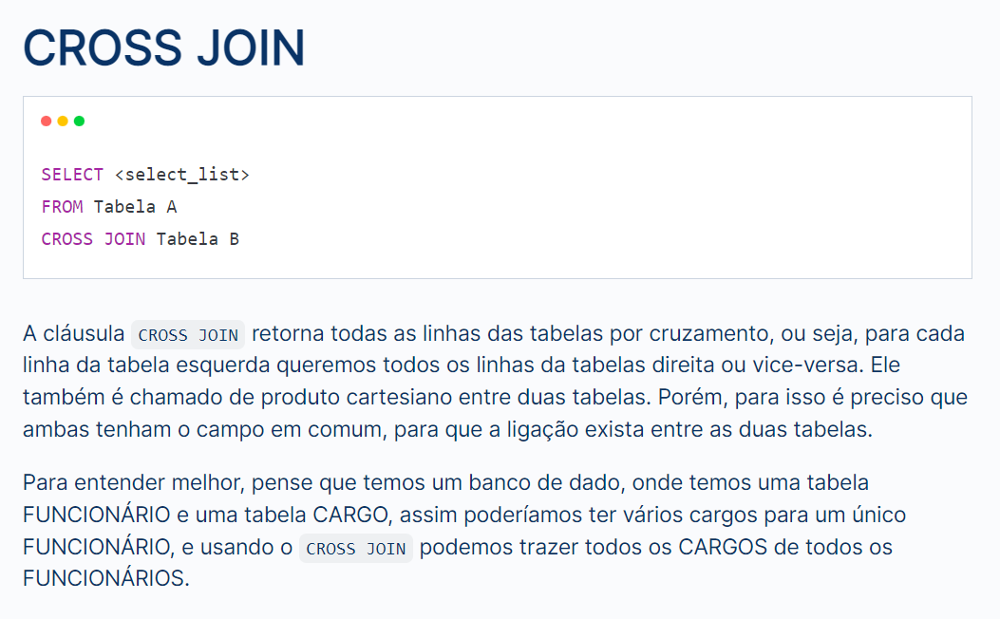 CROSS JOIN
SELECT <select_list>
FROM Tabela A
CROSS JOIN Tabela B
A cláusula CROSS JOIN retorna todas as linhas das tabelas por cruzamento, ou seja, para cada
linha da tabela esquerda queremos todos os linhas da tabelas direita ou vice-versa. Ele
também é chamado de produto cartesiano entre duas tabelas. Porém, para isso é preciso que
ambas tenham o campo em comum, para que a ligação exista entre as duas tabelas.
Para entender melhor, pense que temos um banco de dado, onde temos uma tabela
FUNCIONÁRIO e uma tabela CARGO, assim poderíamos ter vários cargos para um único
FUNCIONÁRIO, e usando o CROSS JOIN podemos trazer todos os CARGOS de todos os
FUNCIONÁRIOS.